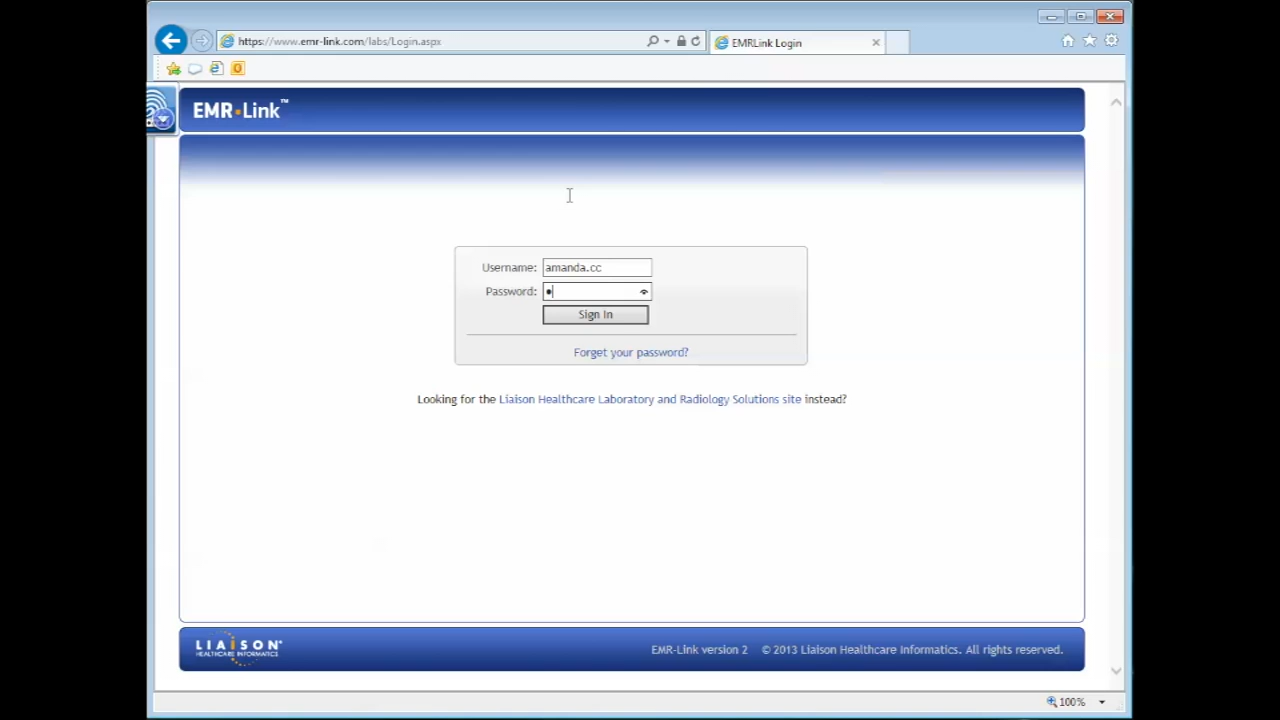 https://www.emr-link.com/labs/Login.aspx
EMRLink Login
EMR•Link™
Username: amanda.cc
Password: ●
Sign In
Forget your password?
Looking for the Liaison Healthcare Laboratory and Radiology Solutions site instead?
LIAISON®
HEALTHCARE INFORMATICS
EMR-Link version 2 © 2013 Liaison Healthcare Informatics. All rights reserved.
100%